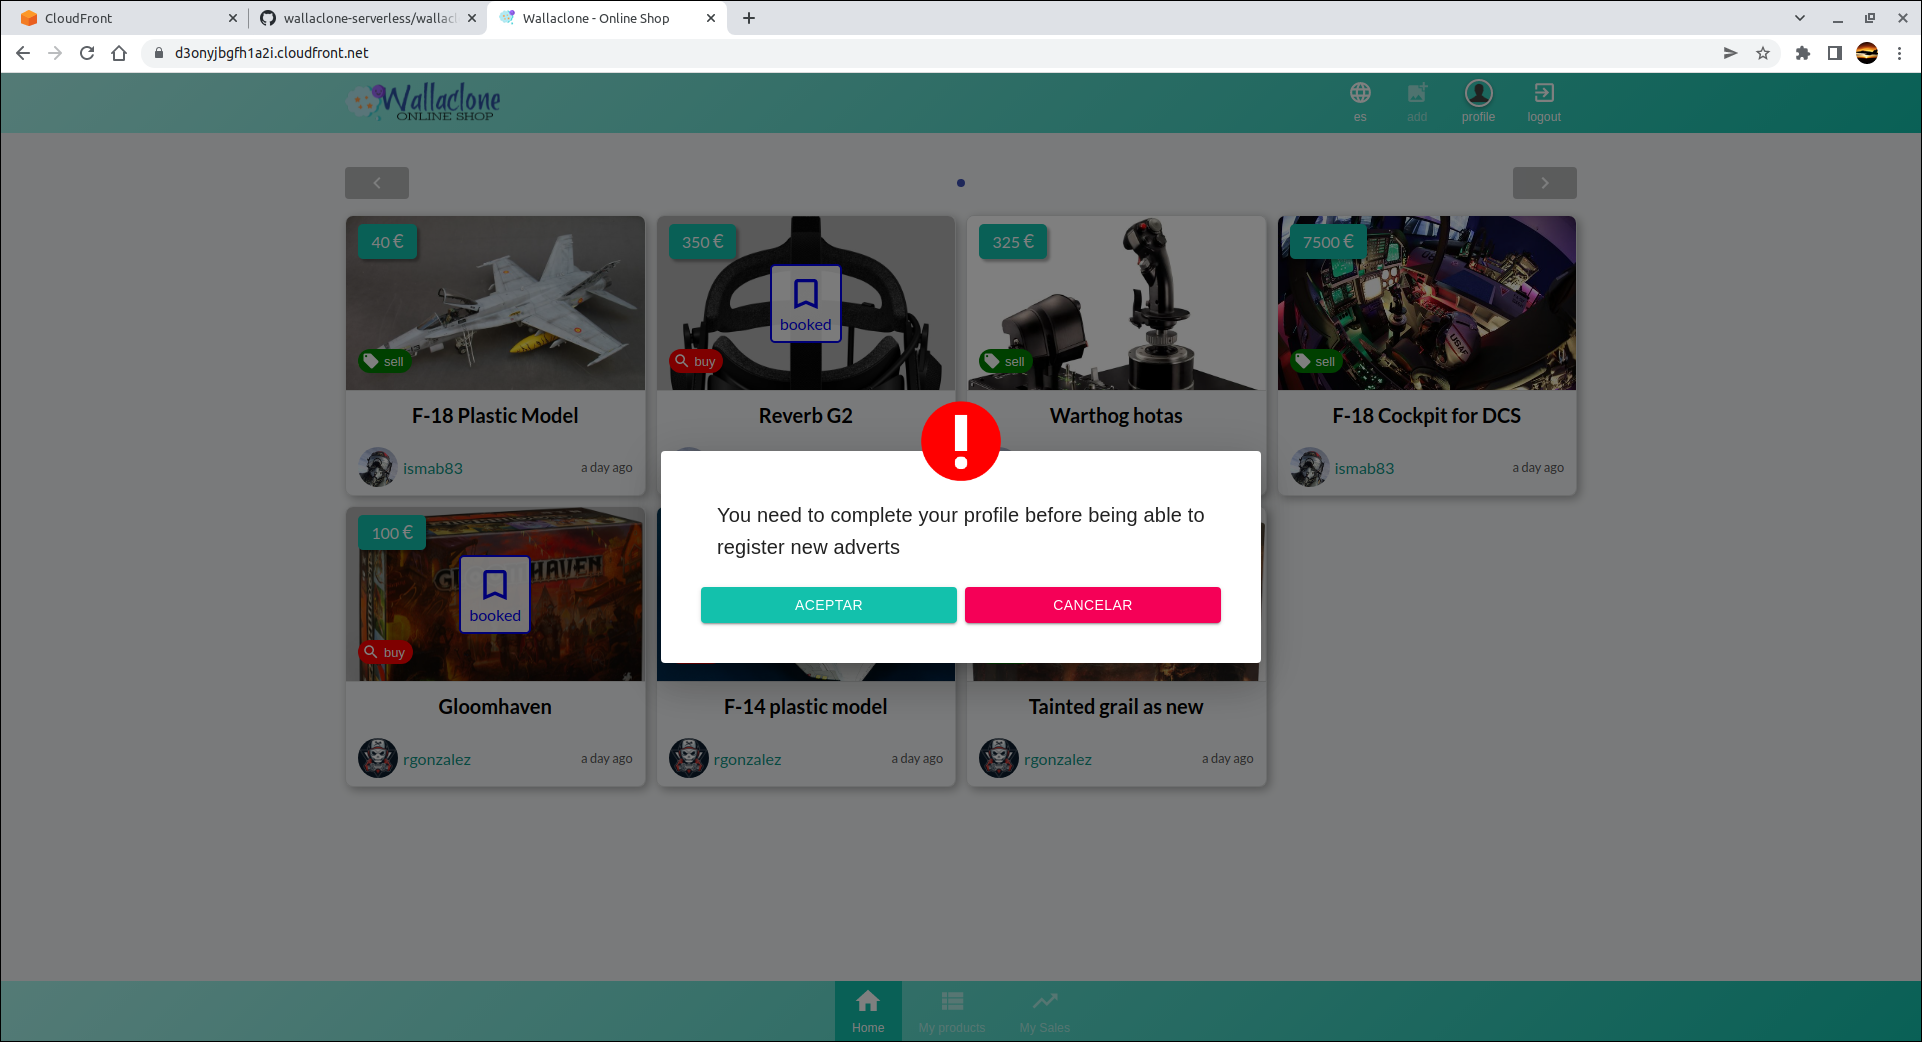 CloudFront
wallaclone-serverless/wallacl
Wallaclone - Online Shop
d3onyjbgfh1a2i.cloudfront.net
Wallaclone
ONLINE SHOP
es
add
profile
logout
40 €
350 €
325 €
7500 €
booked
sell
buy
sell
sell
F-18 Plastic Model
Reverb G2
Warthog hotas
F-18 Cockpit for DCS
ismab83
a day ago
ismab83
a day ago
You need to complete your profile before being able to
register new adverts
ACEPTAR
CANCELAR
100 €
GLOOMHAVEN
booked
buy
Gloomhaven
F-14 plastic model
Tainted grail as new
rgonzalez
a day ago
rgonzalez
a day ago
rgonzalez
a day ago
Home
My products
My Sales